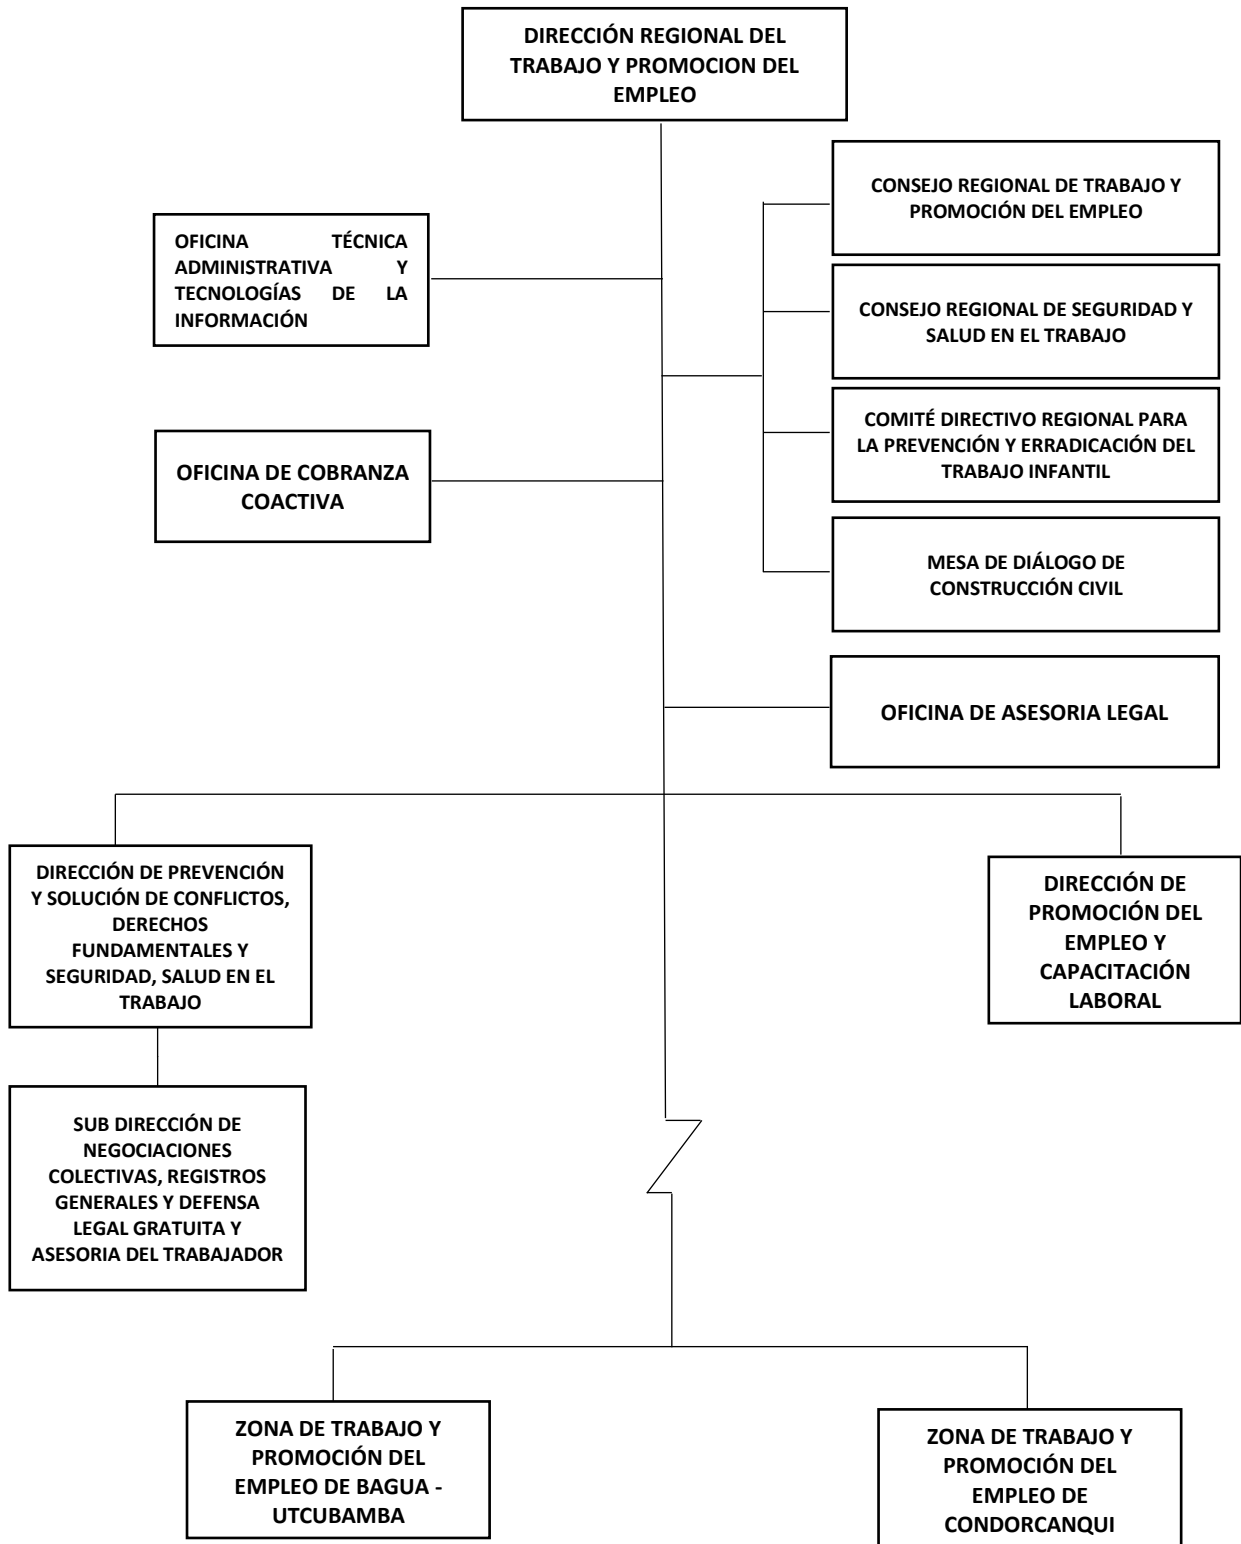 DIRECCIÓN REGIONAL DEL
TRABAJO Y PROMOCION DEL
EMPLEO
CONSEJO REGIONAL DE TRABAJO Y
PROMOCIÓN DEL EMPLEO
OFICINA TÉCNICA
ADMINISTRATIVA Y
TECNOLOGÍAS DE LA
INFORMACIÓN
CONSEJO REGIONAL DE SEGURIDAD Y
SALUD EN EL TRABAJO
COMITÉ DIRECTIVO REGIONAL PARA
LA PREVENCIÓN Y ERRADICACIÓN DEL
TRABAJO INFANTIL
OFICINA DE COBRANZA
COACTIVA
MESA DE DIÁLOGO DE
CONSTRUCCIÓN CIVIL
OFICINA DE ASESORIA LEGAL
DIRECCIÓN DE PREVENCIÓN
Y SOLUCIÓN DE CONFLICTOS,
DERECHOS
FUNDAMENTALES Y
SEGURIDAD, SALUD EN EL
TRABAJO
DIRECCIÓN DE
PROMOCIÓN DEL
EMPLEO Y
CAPACITACIÓN
LABORAL
SUB DIRECCIÓN DE
NEGOCIACIONES
COLECTIVAS, REGISTROS
GENERALES Y DEFENSA
LEGAL GRATUITA Y
ASESORIA DEL TRABAJADOR
ZONA DE TRABAJO Y
PROMOCIÓN DEL
EMPLEO DE BAGUA -
UTCUBAMBA
ZONA DE TRABAJO Y
PROMOCIÓN DEL
EMPLEO DE
CONDORCANQUI